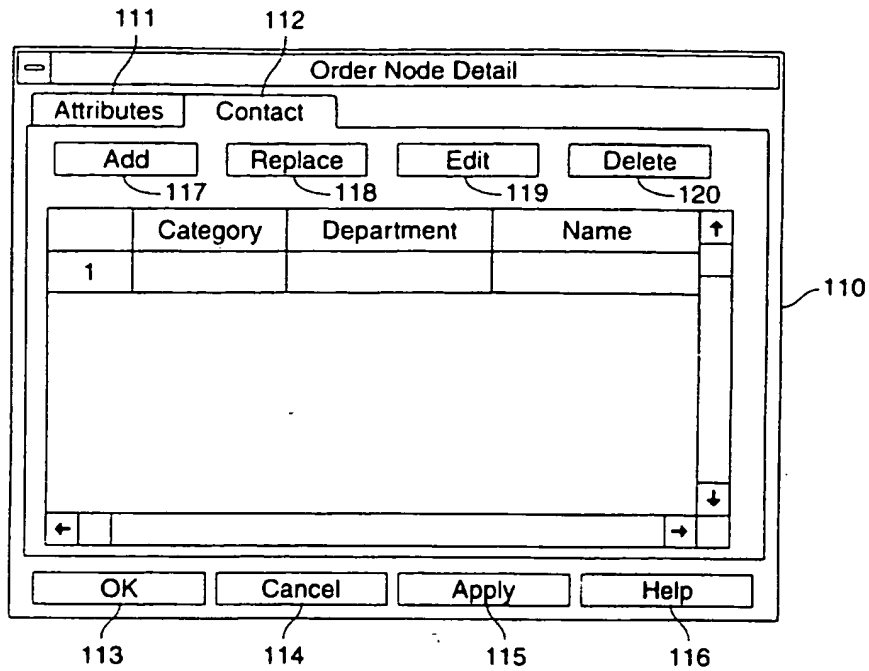 111 112
Order Node Detail
Attributes Contact
Add Replace Edit Delete
117 118 119 120
Category Department Name
1
110
OK Cancel Apply Help
113 114 115 116